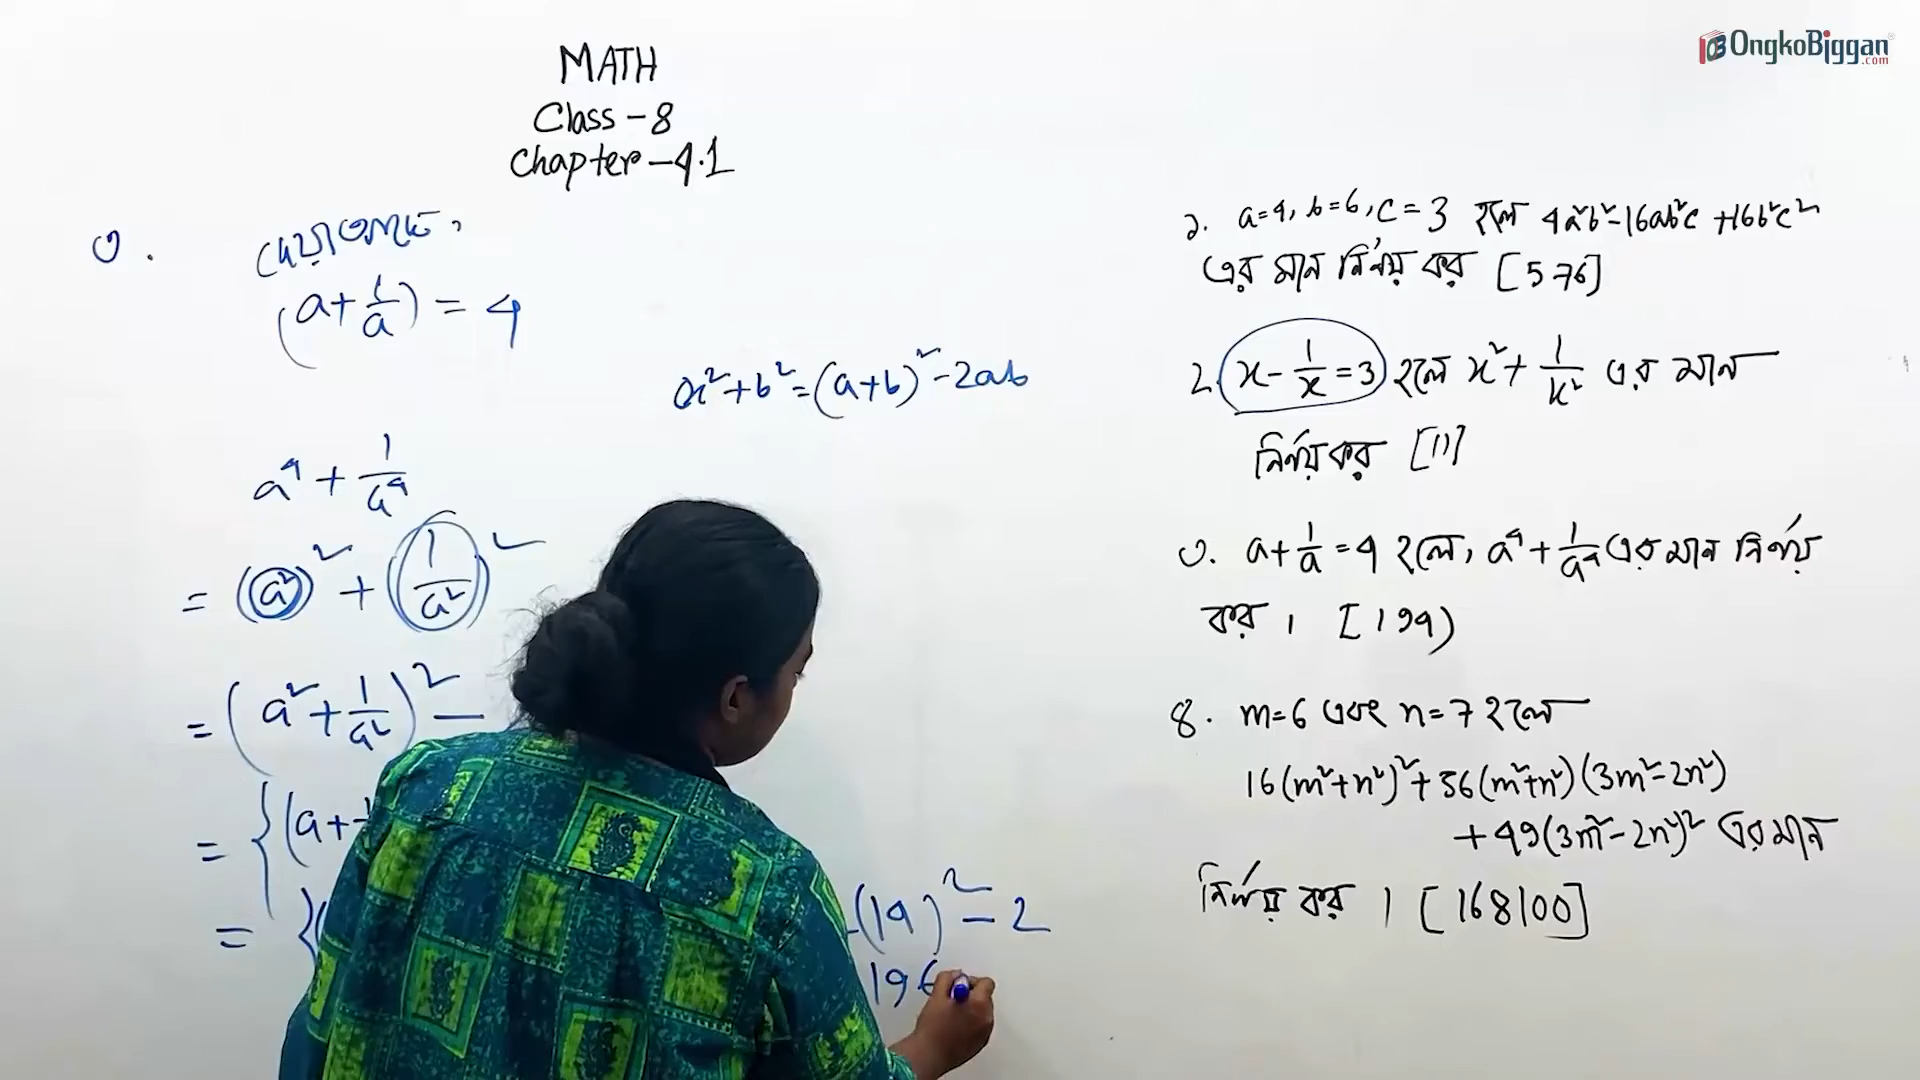 OngkoBiggan
.com
MATH
Class - 8
Chapter - 4.1
৩. দেয়া আছে,
(a + 1/a) = 4
a² + b² = (a+b)² - 2ab
a⁴ + 1/a⁴
= (a²)² + (1/a²)²
= (a² + 1/a²)² -
= {(a +
= {(
(14)² - 2
196
১. a=4, b=6, c=3 হলে 4a²b² - 16ab²c + 16b²c²
এর মান নির্ণয় কর [576]
2. x - 1/x = 3 হলে x² + 1/x² এর মান
নির্ণয় কর [11]
৩. a + 1/a = 4 হলে, a⁴ + 1/a⁴ এর মান নির্ণয়
কর। [194)
8. m=6 এবং n=7 হলে
16(m²+n²)² + 56(m²+n²)(3m²-2n²)
+ 49(3m²-2n²)² এর মান
নির্ণয় কর। [168100]